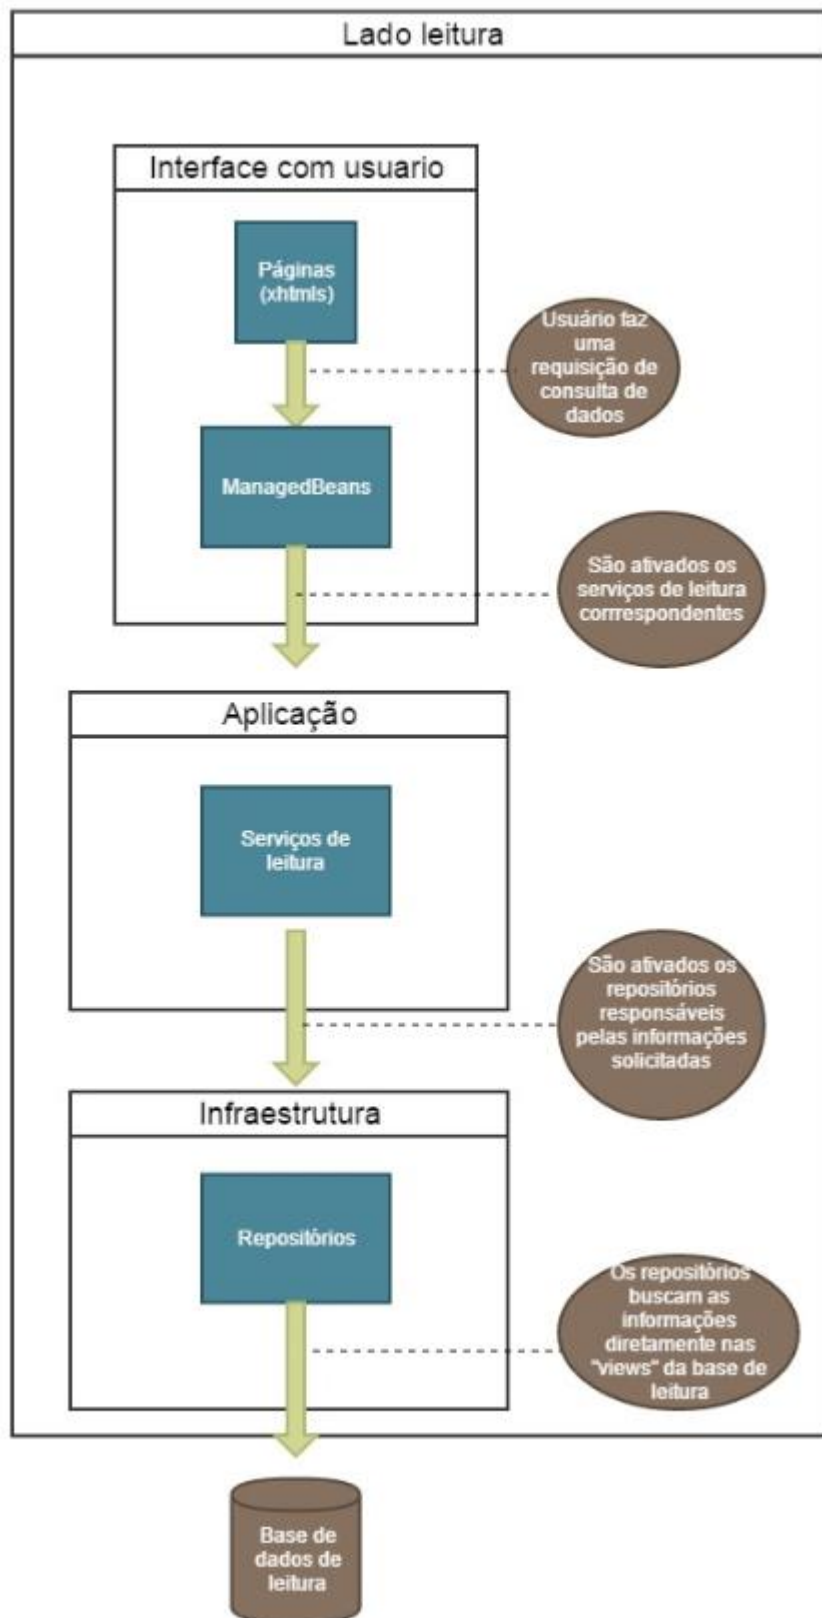 Lado leitura
Interface com usuario
Páginas
(xhtmls)
Usuário faz
uma
requisição de
consulta de
dados
ManagedBeans
São ativados os
serviços de leitura
corrrespondentes
Aplicação
Serviços de
leitura
São ativados os
repositórios
responsáveis
pelas informações
solicitadas
Infraestrutura
Repositórios
Os repositórios
buscam as
informações
diretamente nas
"views" da base de
leitura
Base de
dados de
leitura